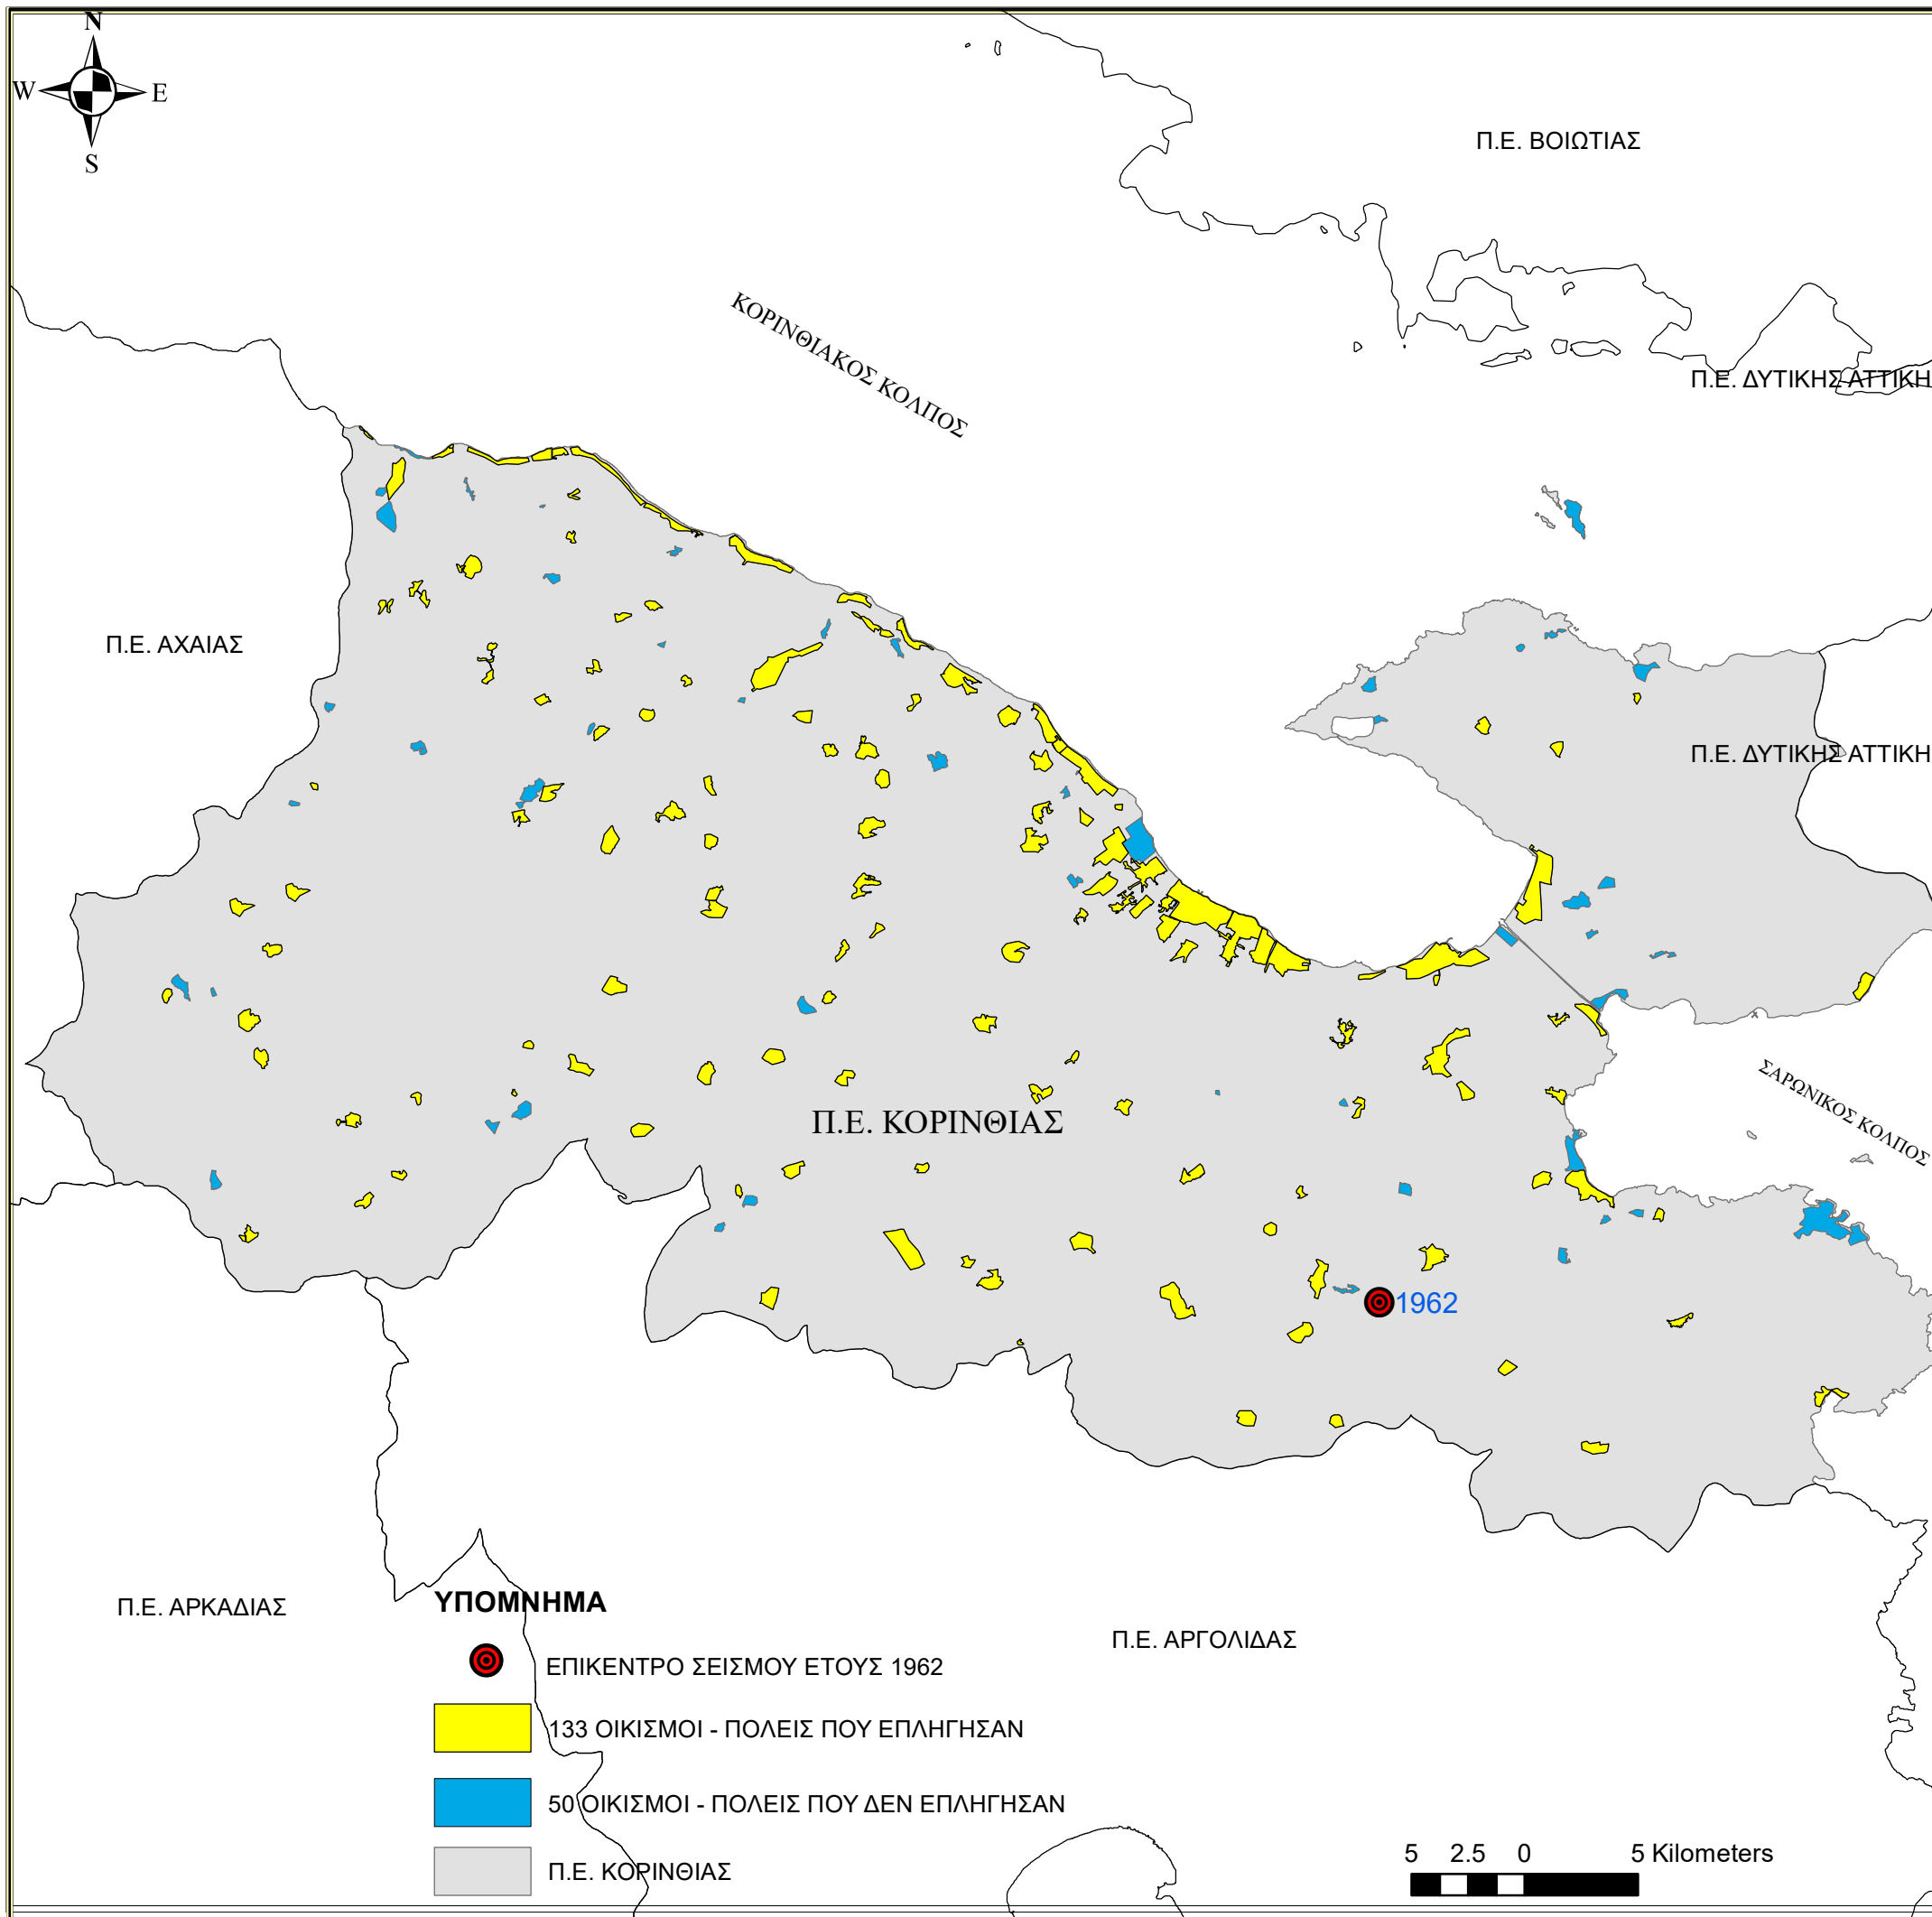 N
W E
S
Π.Ε. ΒΟΙΩΤΙΑΣ
ΚΟΡΙΝΘΙΑΚΟΣ ΚΟΛΠΟΣ
Π.Ε. ΔΥΤΙΚΗΣ ΑΤΤΙΚΗ
Π.Ε. ΑΧΑΙΑΣ
Π.Ε. ΔΥΤΙΚΗΣ ΑΤΤΙΚΗ
ΣΑΡΩΝΙΚΟΣ ΚΟΛΠΟΣ
Π.Ε. ΚΟΡΙΝΘΙΑΣ
1962
Π.Ε. ΑΡΚΑΔΙΑΣ
Π.Ε. ΑΡΓΟΛΙΔΑΣ
ΥΠΟΜΝΗΜΑ
ΕΠΙΚΕΝΤΡΟ ΣΕΙΣΜΟΥ ΕΤΟΥΣ 1962
133 ΟΙΚΙΣΜΟΙ - ΠΟΛΕΙΣ ΠΟΥ ΕΠΛΗΓΗΣΑΝ
50 ΟΙΚΙΣΜΟΙ - ΠΟΛΕΙΣ ΠΟΥ ΔΕΝ ΕΠΛΗΓΗΣΑΝ
Π.Ε. ΚΟΡΙΝΘΙΑΣ
5 2.5 0 5 Kilometers